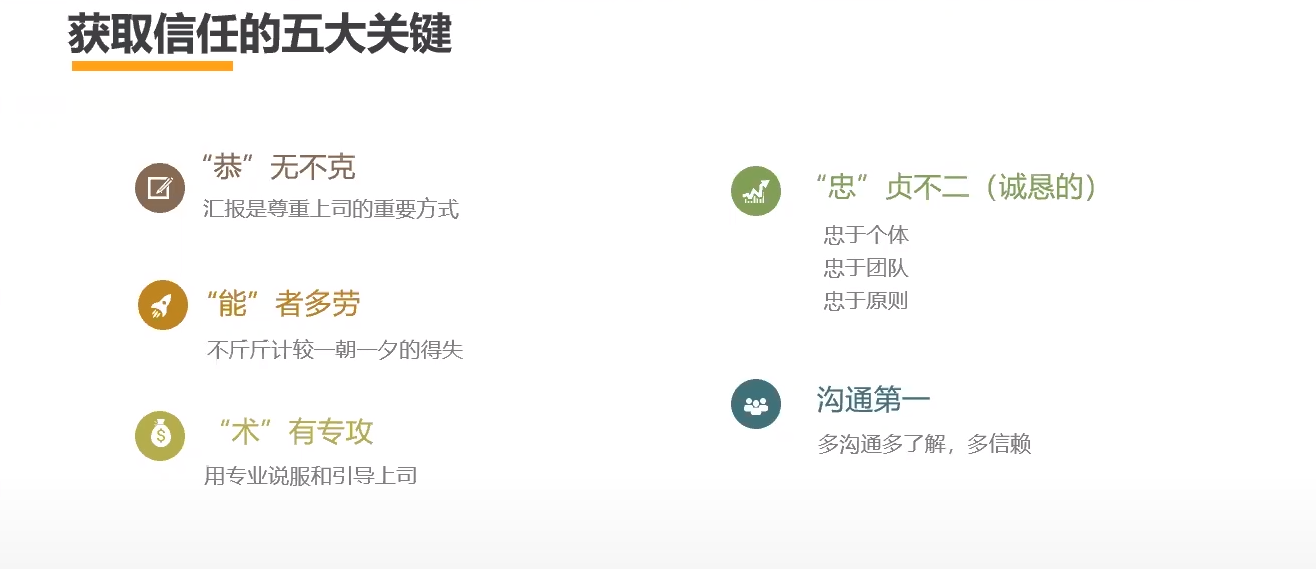 获取信任的五大关键
“恭”无不克
汇报是尊重上司的重要方式
“能”者多劳
不斤斤计较一朝一夕的得失
“术”有专攻
用专业说服和引导上司
“忠”贞不二（诚恳的）
忠于个体
忠于团队
忠于原则
沟通第一
多沟通多了解，多信赖